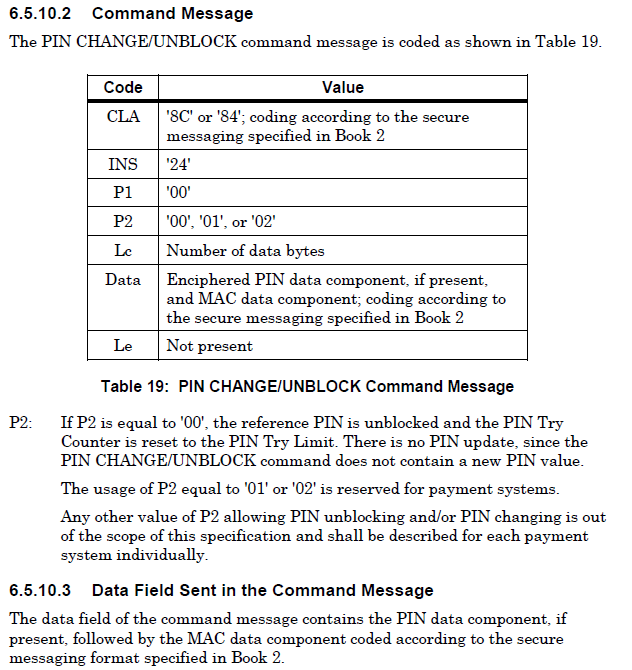 6.5.10.2 Command Message
The PIN CHANGE/UNBLOCK command message is coded as shown in Table 19.
Code Value
CLA '8C' or '84'; coding according to the secure
messaging specified in Book 2
INS '24'
P1 '00'
P2 '00', '01', or '02'
Lc Number of data bytes
Data Enciphered PIN data component, if present,
and MAC data component; coding according to
the secure messaging specified in Book 2
Le Not present
Table 19: PIN CHANGE/UNBLOCK Command Message
P2: If P2 is equal to '00', the reference PIN is unblocked and the PIN Try
Counter is reset to the PIN Try Limit. There is no PIN update, since the
PIN CHANGE/UNBLOCK command does not contain a new PIN value.
The usage of P2 equal to '01' or '02' is reserved for payment systems.
Any other value of P2 allowing PIN unblocking and/or PIN changing is out
of the scope of this specification and shall be described for each payment
system individually.
6.5.10.3 Data Field Sent in the Command Message
The data field of the command message contains the PIN data component, if
present, followed by the MAC data component coded according to the secure
messaging format specified in Book 2.